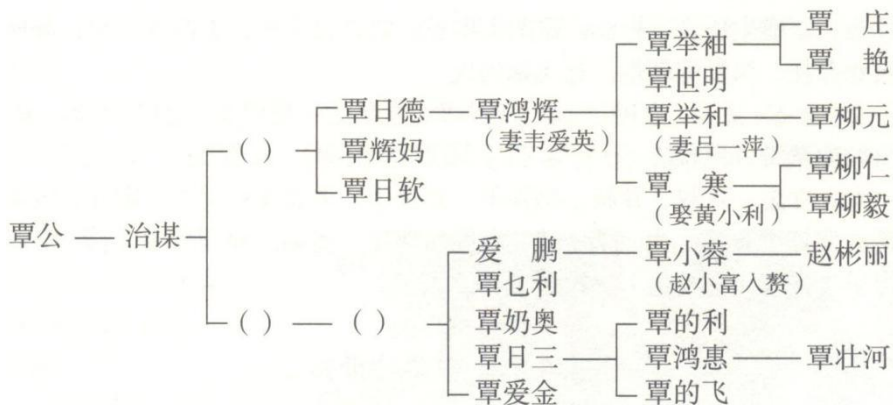 覃公 治谋
( )
覃日德
覃辉妈
覃日软
覃鸿辉
(妻韦爱英)
覃举袖
覃世明
覃举和
(妻吕一萍)
覃 寒
(娶黄小利)
覃 庄
覃 艳
覃柳元
覃柳仁
覃柳毅
( ) ( )
爱 鹏
覃乜利
覃奶奥
覃日三
覃爱金
覃小蓉
(赵小富入赘)
赵彬丽
覃的利
覃鸿惠
覃的飞
覃壮河